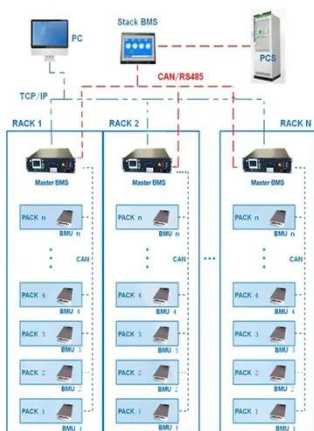 PC
Stack BMS
PCS
CAN/RS485
TCP/IP
RACK 1
RACK 2
RACK N
Master BMS
Master BMS
Master BMS
PACK n
BMU n
PACK n
BMU n
PACK n
BMU n
CAN
CAN
...
CAN
PACK 4
BMU 4
PACK 4
BMU 4
PACK 4
BMU 4
PACK 3
BMU 3
PACK 3
BMU 3
PACK 3
BMU 3
PACK 2
BMU 2
PACK 2
BMU 2
PACK 2
BMU 2
PACK 1
BMU 1
PACK 1
BMU 1
PACK 1
BMU 1